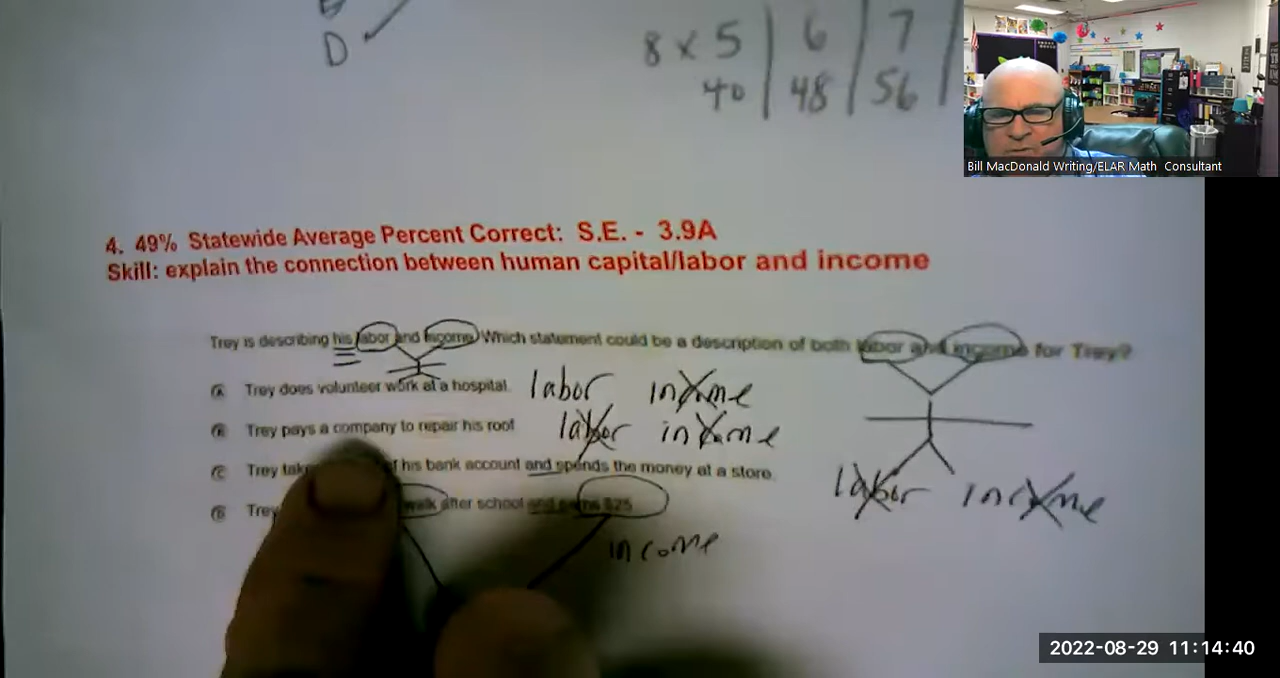 D
8 x 5 | 6 | 7 |
40 | 48 | 56 |
Bill MacDonald Writing/ELAR Math Consultant
4. 49% Statewide Average Percent Correct: S.E. - 3.9A
Skill: explain the connection between human capital/labor and income
Trey is describing his labor and income. Which statement could be a description of both labor and income for Trey?
A Trey does volunteer work at a hospital. labor income
B Trey pays a company to repair his roof labor income
C Trey his bank account and spends the money at a store.
labor income
D Trey walk after school and earns $25
income
2022-08-29 11:14:40